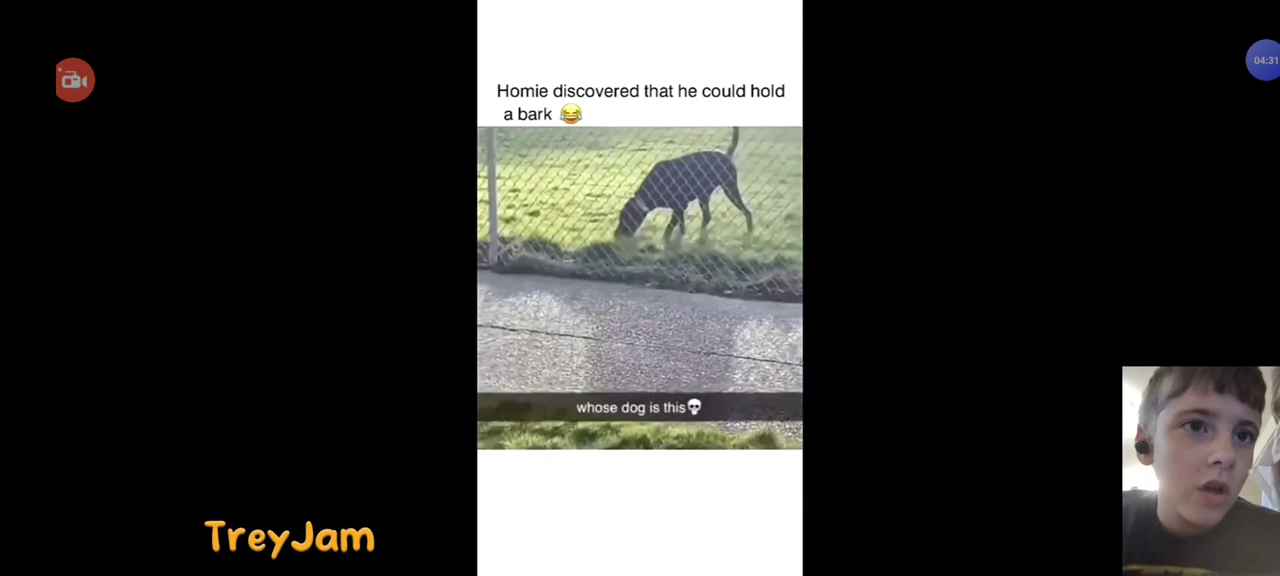 04:31
Homie discovered that he could hold
a bark 😂
whose dog is this💀
TreyJam